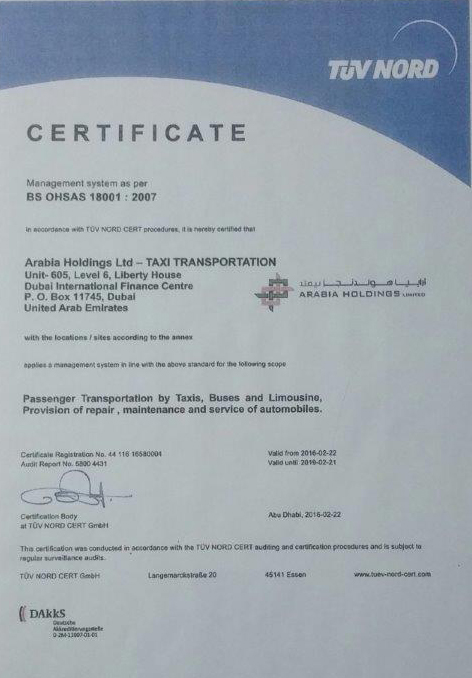 TÜV NORD
CERTIFICATE
Management system as per
BS OHSAS 18001 : 2007
In accordance with TÜV NORD CERT procedures, it is hereby certified that
Arabia Holdings Ltd – TAXI TRANSPORTATION
Unit- 605, Level 6, Liberty House
Dubai International Finance Centre
P. O. Box 11745, Dubai
United Arab Emirates
ARABIA HOLDINGS LIMITED
with the locations / sites according to the annex
applies a management system in line with the above standard for the following scope
Passenger Transportation by Taxis, Buses and Limousine,
Provision of repair , maintenance and service of automobiles.
Certificate Registration No. 44 116 16580004
Audit Report No. 5800 4431
Valid from 2016-02-22
Valid until 2019-02-21
Certification Body
at TÜV NORD CERT GmbH
Abu Dhabi, 2016-02-22
This certification was conducted in accordance with the TÜV NORD CERT auditing and certification procedures and is subject to
regular surveillance audits.
TÜV NORD CERT GmbH Langemarckstraße 20 45141 Essen www.tuev-nord-cert.com
DAkkS
Deutsche
Akkreditierungsstelle